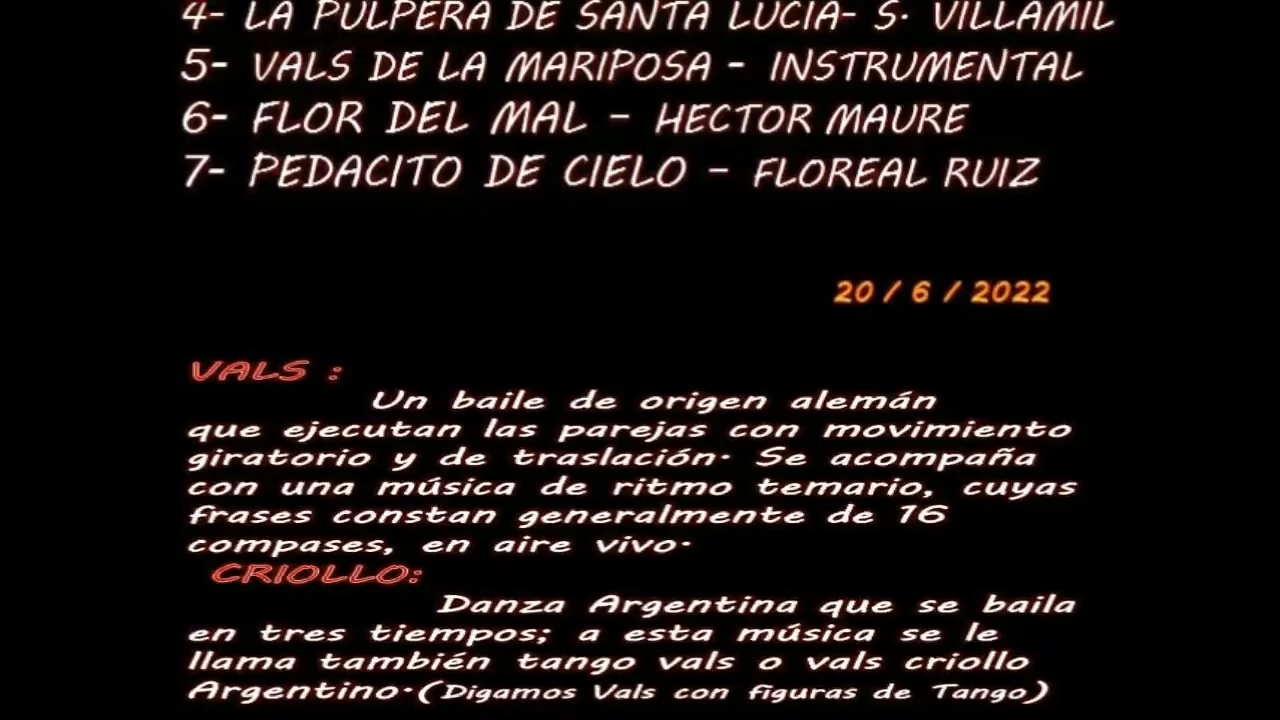 4- LA PULPERA DE SANTA LUCIA- S. VILLAMIL
5- VALS DE LA MARIPOSA - INSTRUMENTAL
6- FLOR DEL MAL - HECTOR MAURE
7- PEDACITO DE CIELO - FLOREAL RUIZ
20 / 6 / 2022
VALS :
Un baile de origen alemán
que ejecutan las parejas con movimiento
giratorio y de traslación. Se acompaña
con una música de ritmo temario, cuyas
frases constan generalmente de 16
compases, en aire vivo.
CRIOLLO:
Danza Argentina que se baila
en tres tiempos; a esta música se le
llama también tango vals o vals criollo
Argentino.(Digamos Vals con figuras de Tango)